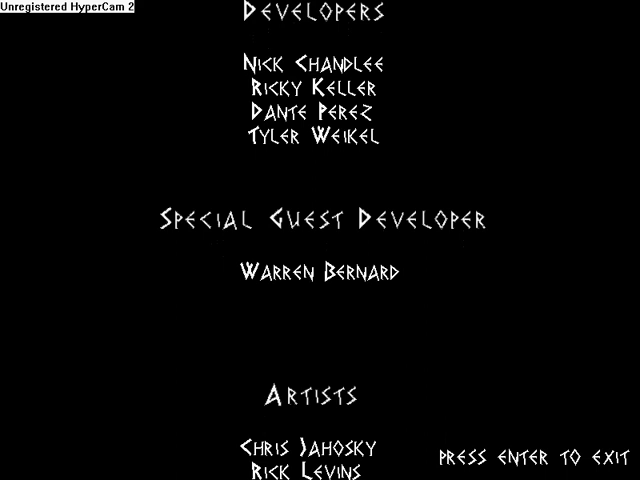 Unregistered HyperCam 2
Developers
Nick Chandlee
Ricky Keller
Dante Perez
Tyler Weikel
Special Guest Developer
Warren Bernard
Artists
Chris Jahosky
Rick Levins
Press Enter to Exit